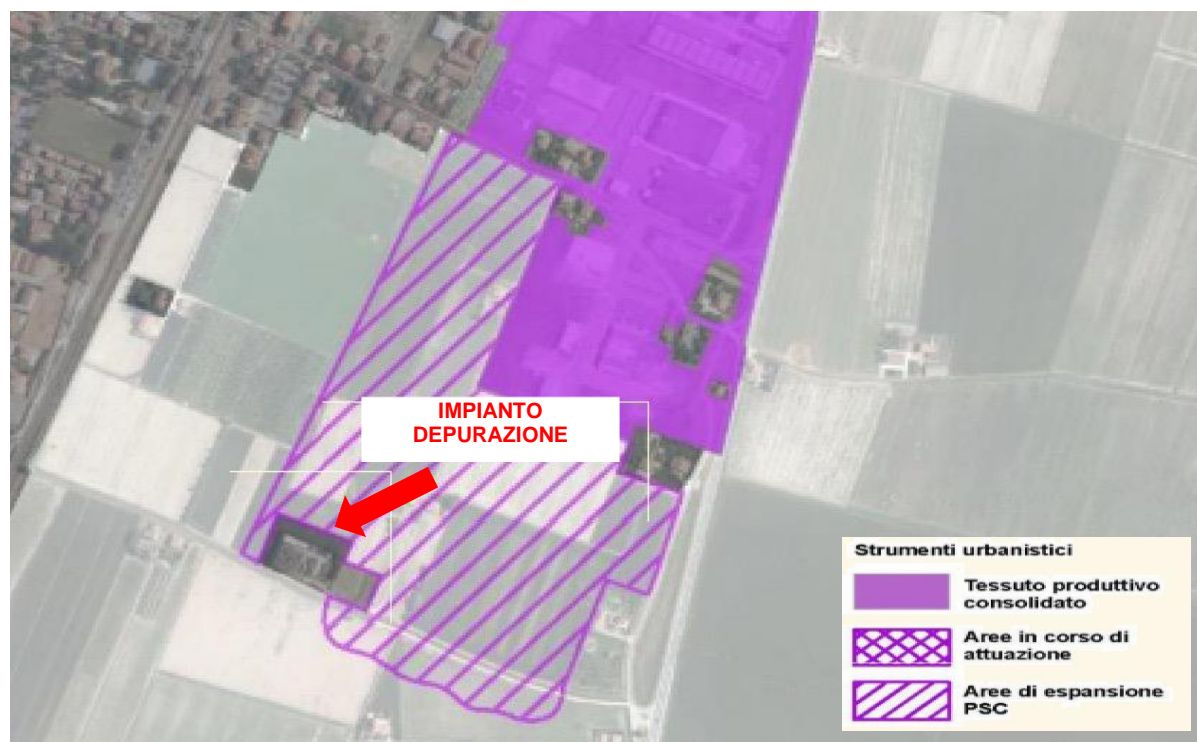 IMPIANTO
DEPURAZIONE
Strumenti urbanistici
Tessuto produttivo
consolidato
Aree in corso di
attuazione
Aree di espansione
PSC